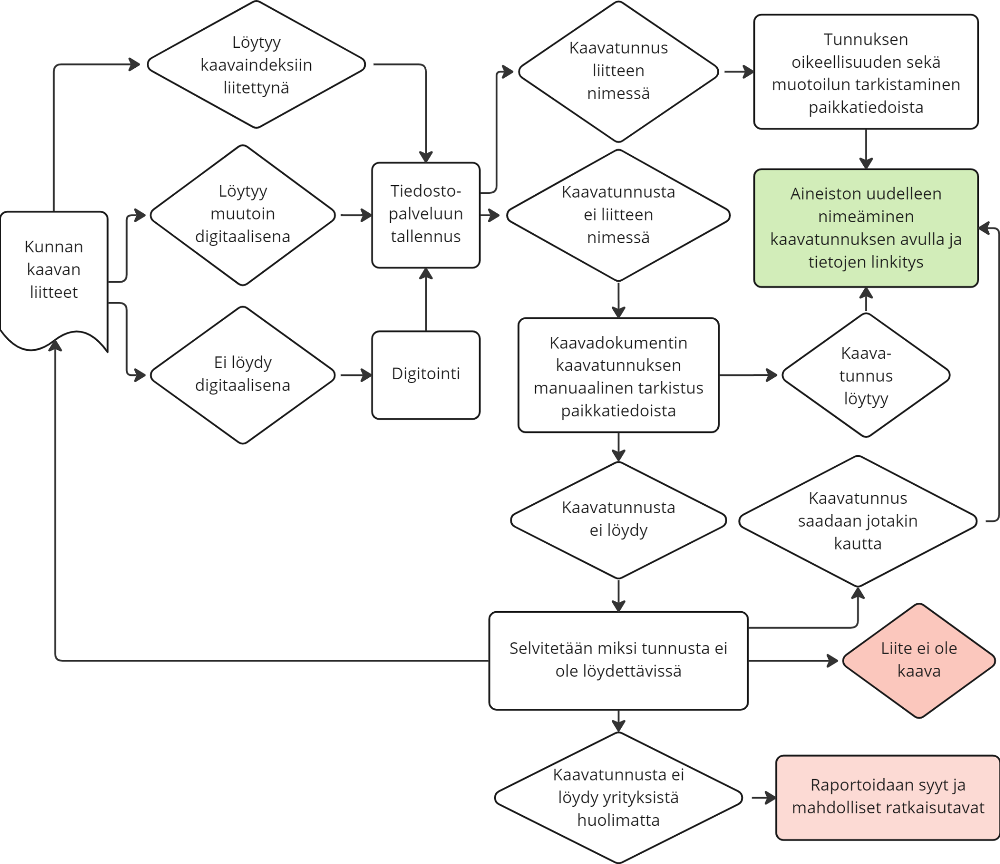 Löytyy
kaavaindeksiin
liitettynä
Kaavatunnus
liitteen
nimessä
Tunnuksen
oikeellisuuden sekä
muotoilun tarkistaminen
paikkatiedoista
Kunnan
kaavan
liitteet
Löytyy
muutoin
digitaalisena
Tiedosto-
palveluun
tallennus
Kaavatunnusta
ei liitteen
nimessä
Aineiston uudelleen
nimeäminen
kaavatunnuksen avulla ja
tietojen linkitys
Ei löydy
digitaalisena
Digitointi
Kaavadokumentin
kaavatunnuksen
manuaalinen tarkistus
paikkatiedoista
Kaava-
tunnus
löytyy
Kaavatunnusta
ei löydy
Kaavatunnus
saadaan jotakin
kautta
Selvitetään miksi tunnusta ei
ole löydettävissä
Liite ei ole
kaava
Kaavatunnusta ei
löydy yrityksistä
huolimatta
Raportoidaan syyt ja
mahdolliset ratkaisutavat